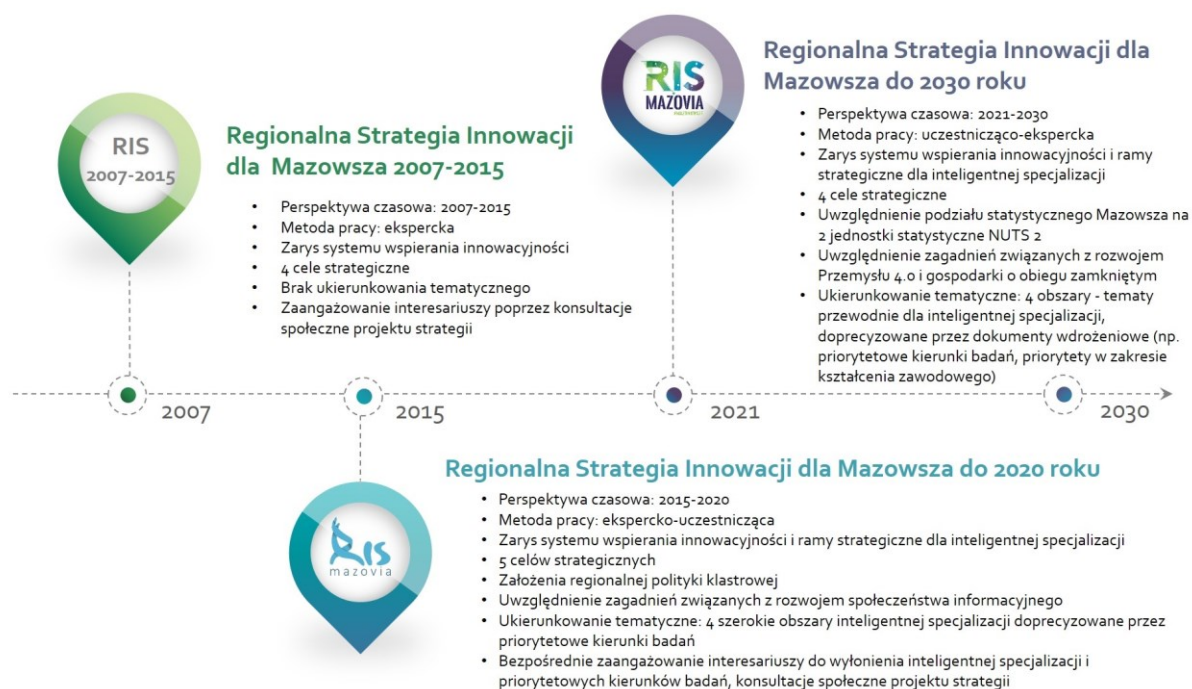 RIS
2007-2015
Regionalna Strategia Innowacji
dla Mazowsza 2007-2015
• Perspektywa czasowa: 2007-2015
• Metoda pracy: ekspercka
• Zarys systemu wspierania innowacyjności
• 4 cele strategiczne
• Brak ukierunkowania tematycznego
• Zaangażowanie interesariuszy poprzez konsultacje
społeczne projektu strategii
RIS
MAZOVIA
Regionalna Strategia Innowacji dla
Mazowsza do 2030 roku
• Perspektywa czasowa: 2021-2030
• Metoda pracy: uczestnicząco-ekspercka
• Zarys systemu wspierania innowacyjności i ramy
strategiczne dla inteligentnej specjalizacji
• 4 cele strategiczne
• Uwzględnienie podziału statystycznego Mazowsza na
2 jednostki statystyczne NUTS 2
• Uwzględnienie zagadnień związanych z rozwojem
Przemysłu 4.0 i gospodarki o obiegu zamkniętym
• Ukierunkowanie tematyczne: 4 obszary - tematy
przewodnie dla inteligentnej specjalizacji,
doprecyzowane przez dokumenty wdrożeniowe (np.
priorytetowe kierunki badań, priorytety w zakresie
kształcenia zawodowego)
2007
2015
2021
2030
RIS
mazovia
Regionalna Strategia Innowacji dla Mazowsza do 2020 roku
• Perspektywa czasowa: 2015-2020
• Metoda pracy: ekspercko-uczestnicząca
• Zarys systemu wspierania innowacyjności i ramy strategiczne dla inteligentnej specjalizacji
• 5 celów strategicznych
• Założenia regionalnej polityki klastrowej
• Uwzględnienie zagadnień związanych z rozwojem społeczeństwa informacyjnego
• Ukierunkowanie tematyczne: 4 szerokie obszary inteligentnej specjalizacji doprecyzowane przez
priorytetowe kierunki badań
• Bezpośrednie zaangażowanie interesariuszy do wyłonienia inteligentnej specjalizacji i
priorytetowych kierunków badań, konsultacje społeczne projektu strategii